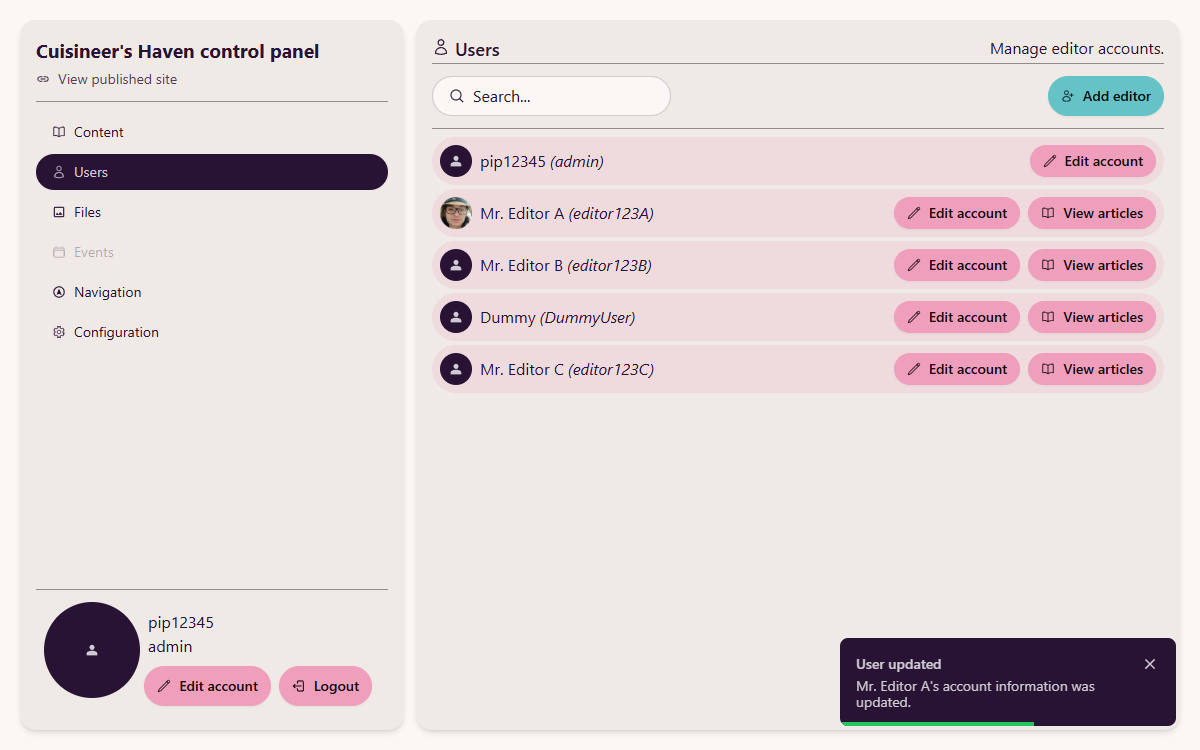 Cuisineer's Haven control panel
View published site
Content
Users
Files
Events
Navigation
Configuration
pip12345
admin
Edit account
Logout
Users
Manage editor accounts.
Search...
Add editor
pip12345 (admin)
Edit account
Mr. Editor A (editor123A)
Edit account
View articles
Mr. Editor B (editor123B)
Edit account
View articles
Dummy (DummyUser)
Edit account
View articles
Mr. Editor C (editor123C)
Edit account
View articles
User updated
Mr. Editor A's account information was
updated.